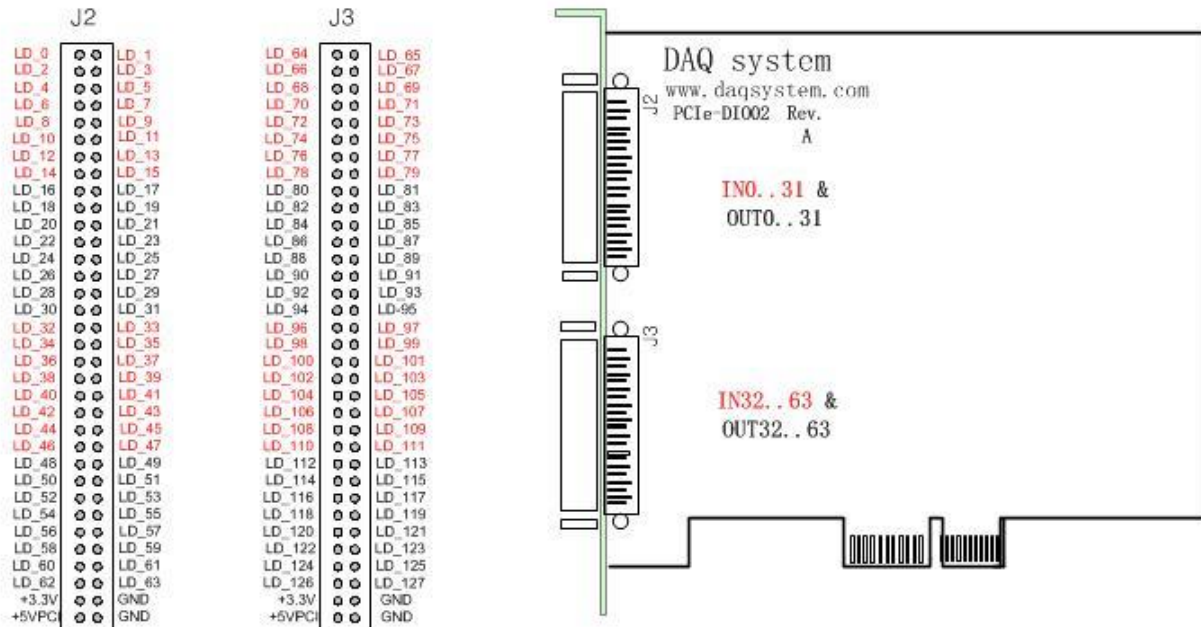 J2
LD_0 LD_1
LD_2 LD_3
LD_4 LD_5
LD_6 LD_7
LD_8 LD_9
LD_10 LD_11
LD_12 LD_13
LD_14 LD_15
LD_16 LD_17
LD_18 LD_19
LD_20 LD_21
LD_22 LD_23
LD_24 LD_25
LD_26 LD_27
LD_28 LD_29
LD_30 LD_31
LD_32 LD_33
LD_34 LD_35
LD_36 LD_37
LD_38 LD_39
LD_40 LD_41
LD_42 LD_43
LD_44 LD_45
LD_46 LD_47
LD_48 LD_49
LD_50 LD_51
LD_52 LD_53
LD_54 LD_55
LD_56 LD_57
LD_58 LD_59
LD_60 LD_61
LD_62 LD_63
+3.3V GND
+5VPCI GND
J3
LD_64 LD_65
LD_66 LD_67
LD_68 LD_69
LD_70 LD_71
LD_72 LD_73
LD_74 LD_75
LD_76 LD_77
LD_78 LD_79
LD_80 LD_81
LD_82 LD_83
LD_84 LD_85
LD_86 LD_87
LD_88 LD_89
LD_90 LD_91
LD_92 LD_93
LD_94 LD-95
LD_96 LD_97
LD_98 LD_99
LD_100 LD_101
LD_102 LD_103
LD_104 LD_105
LD_106 LD_107
LD_108 LD_109
LD_110 LD_111
LD_112 LD_113
LD_114 LD_115
LD_116 LD_117
LD_118 LD_119
LD_120 LD_121
LD_122 LD_123
LD_124 LD_125
LD_126 LD_127
+3.3V GND
+5VPCI GND
DAQ system
www.daqsystem.com
PCIe-DIO02 Rev.
A
J2
IN0..31 &
OUT0..31
J3
IN32..63 &
OUT32..63